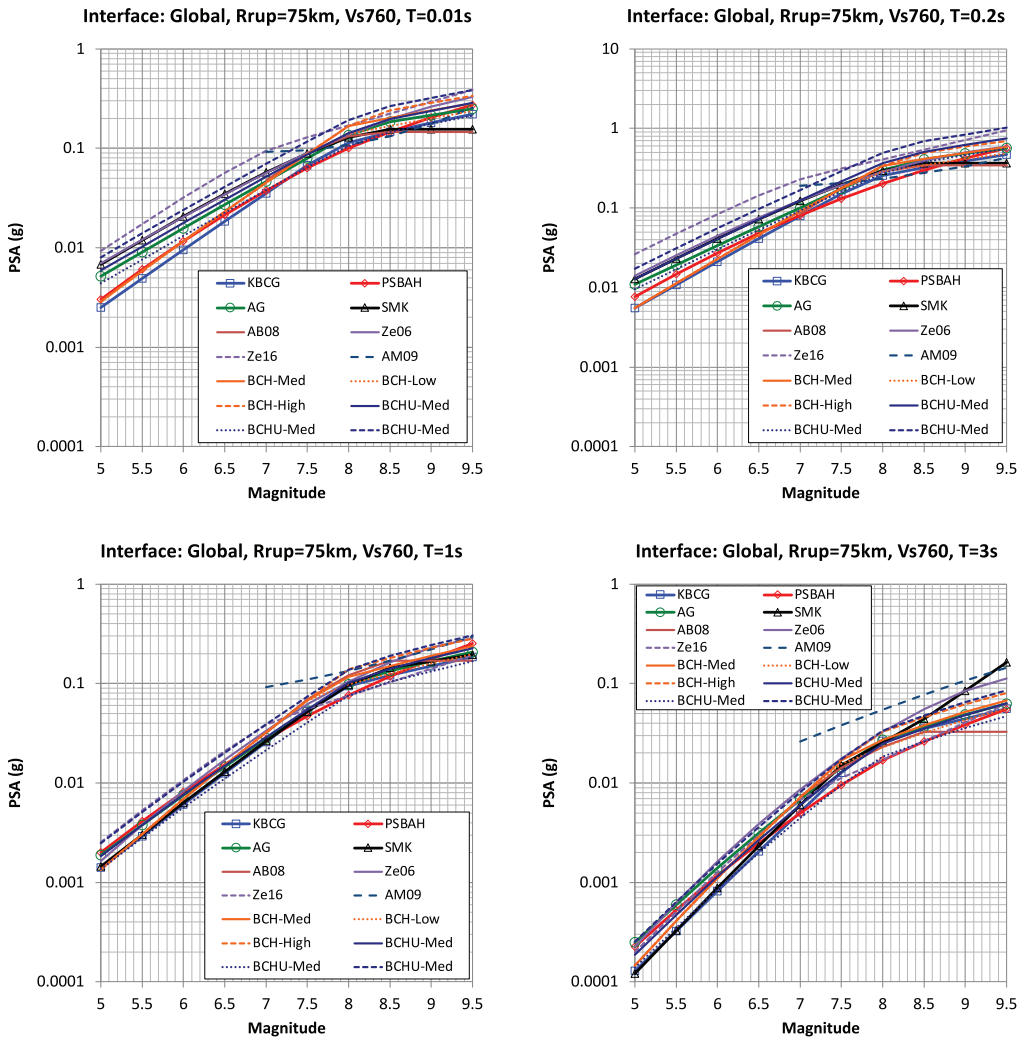 Interface: Global, Rrup=75km, Vs760, T=0.01s
1
0.1
0.01
0.001
0.0001
PSA (g)
KBCG PSBAH
AG SMK
AB08 Ze06
Ze16 AM09
BCH-Med BCH-Low
BCH-High BCHU-Med
BCHU-Med BCHU-Med
5 5.5 6 6.5 7 7.5 8 8.5 9 9.5
Magnitude
Interface: Global, Rrup=75km, Vs760, T=0.2s
10
1
0.1
0.01
0.001
0.0001
PSA (g)
KBCG PSBAH
AG SMK
AB08 Ze06
Ze16 AM09
BCH-Med BCH-Low
BCH-High BCHU-Med
BCHU-Med BCHU-Med
5 5.5 6 6.5 7 7.5 8 8.5 9 9.5
Magnitude
Interface: Global, Rrup=75km, Vs760, T=1s
1
0.1
0.01
0.001
0.0001
PSA (g)
KBCG PSBAH
AG SMK
AB08 Ze06
Ze16 AM09
BCH-Med BCH-Low
BCH-High BCHU-Med
BCHU-Med BCHU-Med
5 5.5 6 6.5 7 7.5 8 8.5 9 9.5
Magnitude
Interface: Global, Rrup=75km, Vs760, T=3s
1
0.1
0.01
0.001
0.0001
PSA (g)
KBCG PSBAH
AG SMK
AB08 Ze06
Ze16 AM09
BCH-Med BCH-Low
BCH-High BCHU-Med
BCHU-Med BCHU-Med
5 5.5 6 6.5 7 7.5 8 8.5 9 9.5
Magnitude